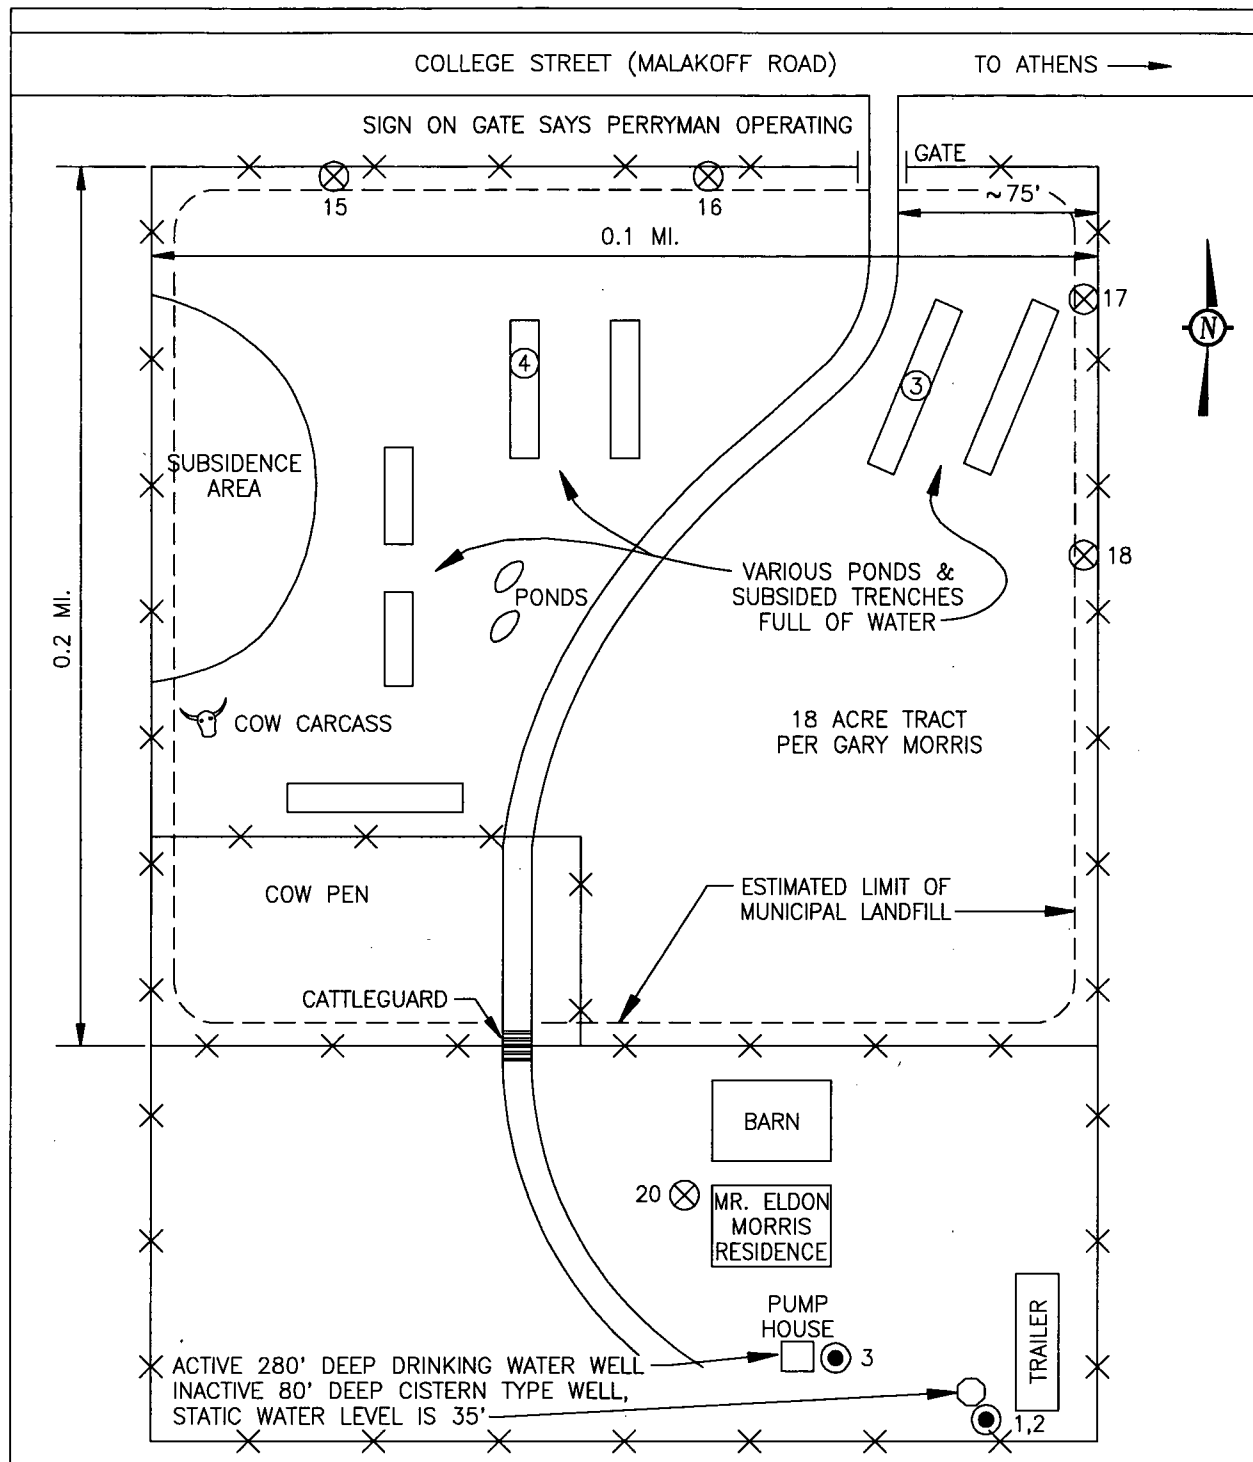 COLLEGE STREET (MALAKOFF ROAD)
TO ATHENS
SIGN ON GATE SAYS PERRYMAN OPERATING
GATE
15
16
~75'
0.1 MI.
17
N
4
3
SUBSIDENCE
AREA
18
VARIOUS PONDS &
SUBSIDED TRENCHES
FULL OF WATER
PONDS
0.2 MI.
COW CARCASS
18 ACRE TRACT
PER GARY MORRIS
COW PEN
ESTIMATED LIMIT OF
MUNICIPAL LANDFILL
CATTLEGUARD
BARN
20
MR. ELDON
MORRIS
RESIDENCE
PUMP
HOUSE
TRAILER
3
ACTIVE 280' DEEP DRINKING WATER WELL
INACTIVE 80' DEEP CISTERN TYPE WELL,
STATIC WATER LEVEL IS 35'
1,2